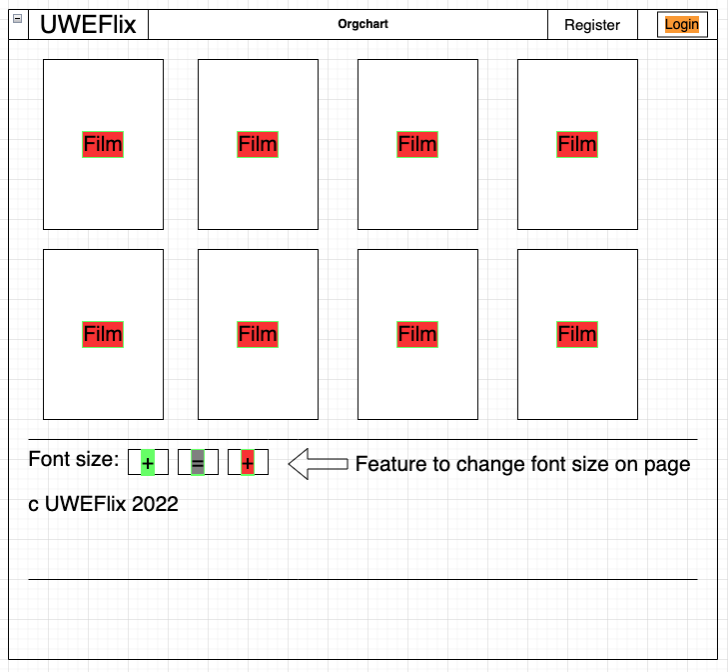 UWEFlix Orgchart Register Login
Film Film Film Film
Film Film Film Film
Font size: + = + Feature to change font size on page
c UWEFlix 2022